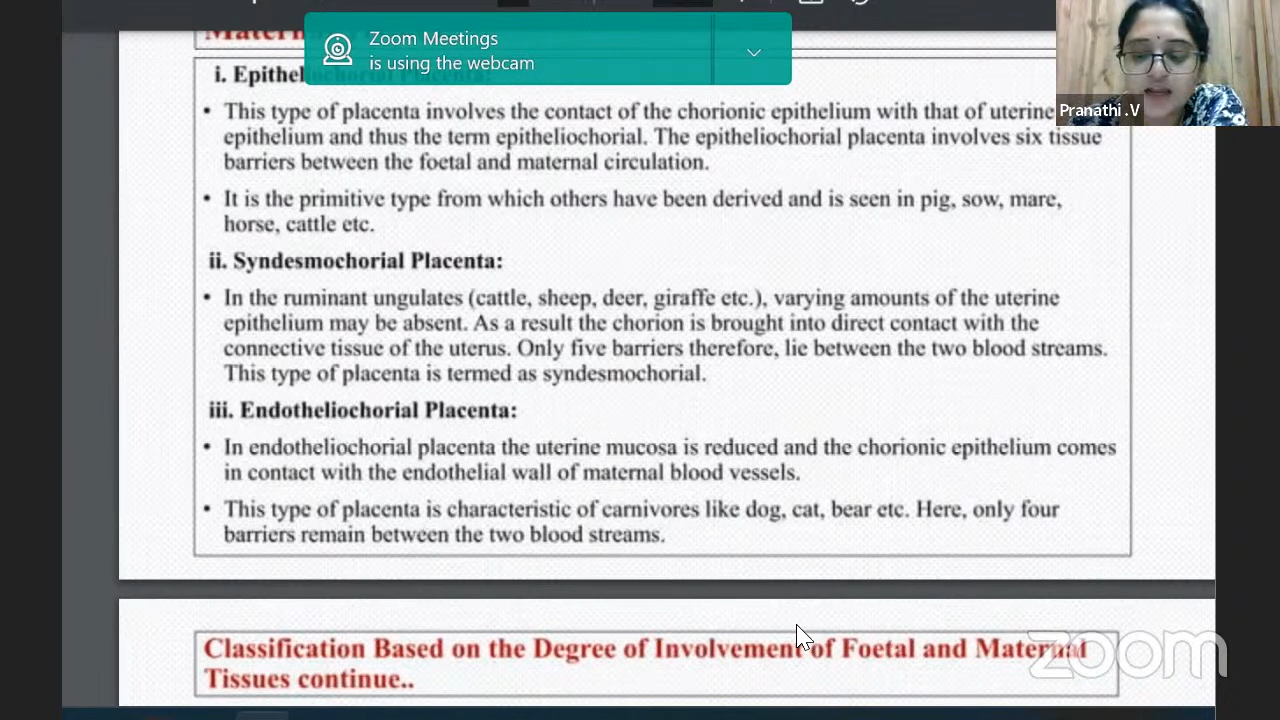 Zoom Meetings
is using the webcam
Pranathi .V
i. Epitheliochorial Placenta:
• This type of placenta involves the contact of the chorionic epithelium with that of uterine
epithelium and thus the term epitheliochorial. The epitheliochorial placenta involves six tissue
barriers between the foetal and maternal circulation.
• It is the primitive type from which others have been derived and is seen in pig, sow, mare,
horse, cattle etc.
ii. Syndesmochorial Placenta:
• In the ruminant ungulates (cattle, sheep, deer, giraffe etc.), varying amounts of the uterine
epithelium may be absent. As a result the chorion is brought into direct contact with the
connective tissue of the uterus. Only five barriers therefore, lie between the two blood streams.
This type of placenta is termed as syndesmochorial.
iii. Endotheliochorial Placenta:
• In endotheliochorial placenta the uterine mucosa is reduced and the chorionic epithelium comes
in contact with the endothelial wall of maternal blood vessels.
• This type of placenta is characteristic of carnivores like dog, cat, bear etc. Here, only four
barriers remain between the two blood streams.
Classification Based on the Degree of Involvement of Foetal and Maternal
Tissues continue..
zoom